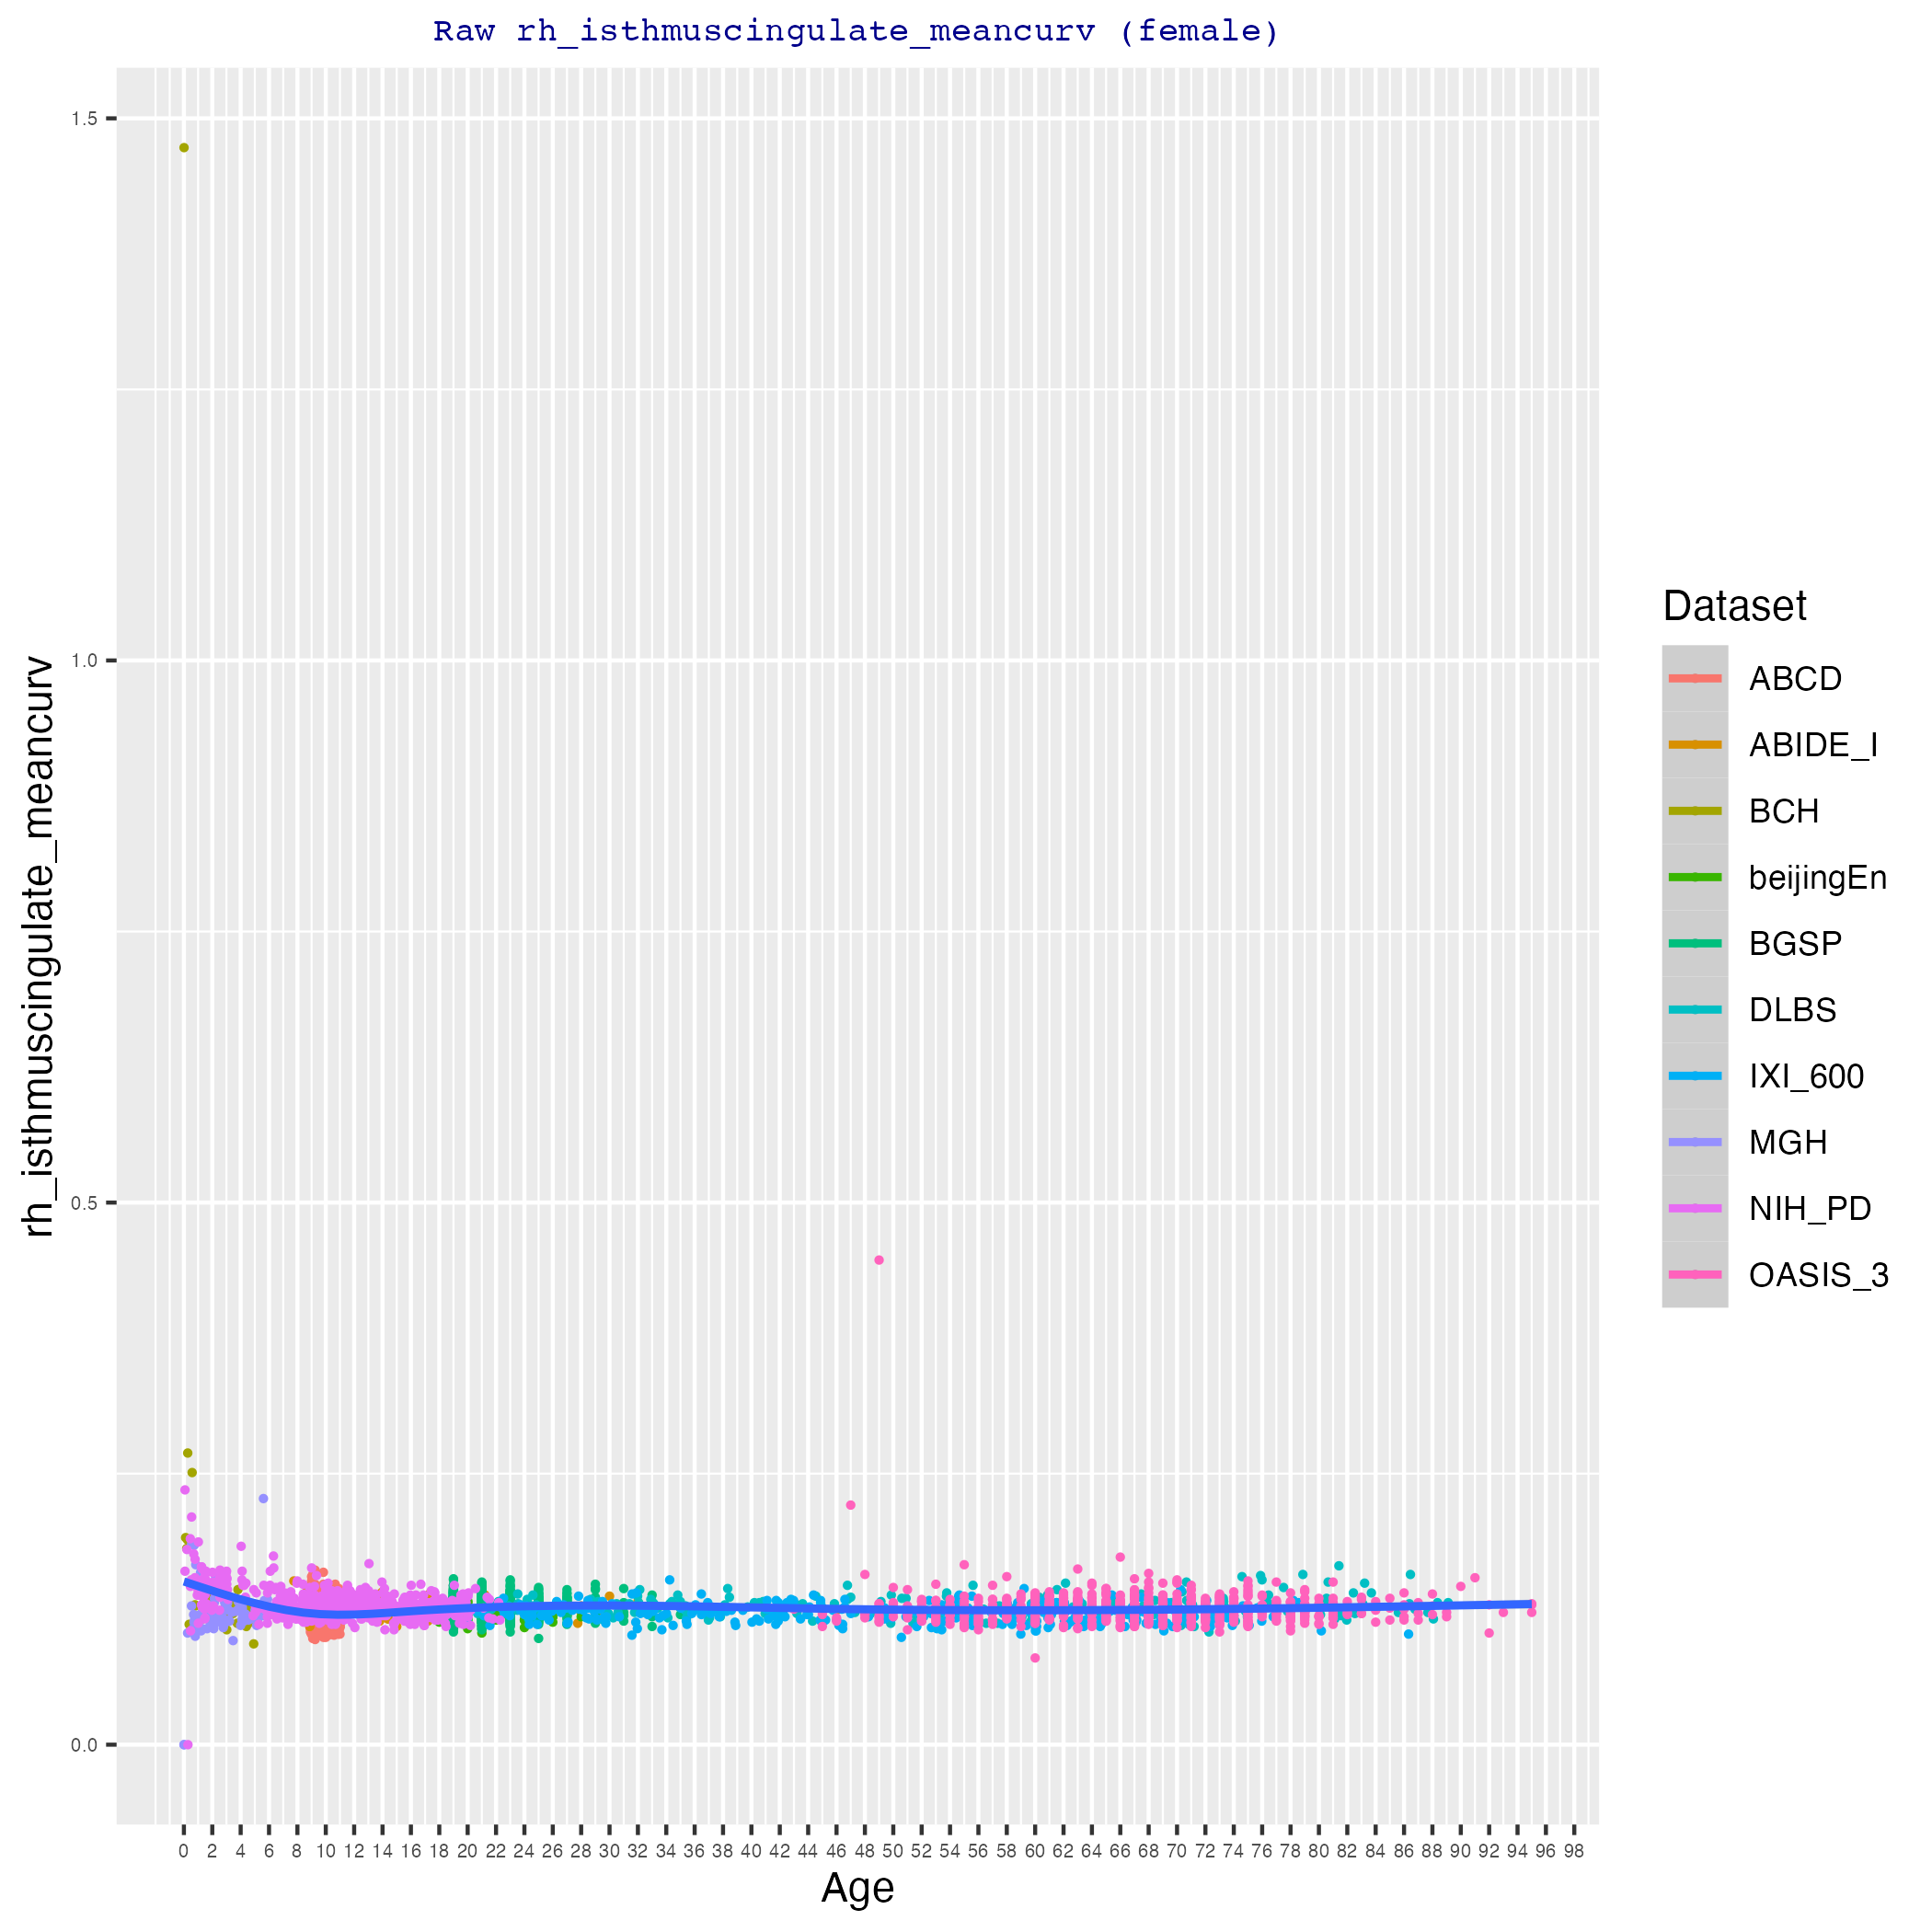 Raw rh_isthmuscingulate_meancurv (female)
rh_isthmuscingulate_meancurv
1.5
1.0
0.5
0.0
0 2 4 6 8 10 12 14 16 18 20 22 24 26 28 30 32 34 36 38 40 42 44 46 48 50 52 54 56 58 60 62 64 66 68 70 72 74 76 78 80 82 84 86 88 90 92 94 96 98
Age
Dataset
ABCD
ABIDE_I
BCH
beijingEn
BGSP
DLBS
IXI_600
MGH
NIH_PD
OASIS_3